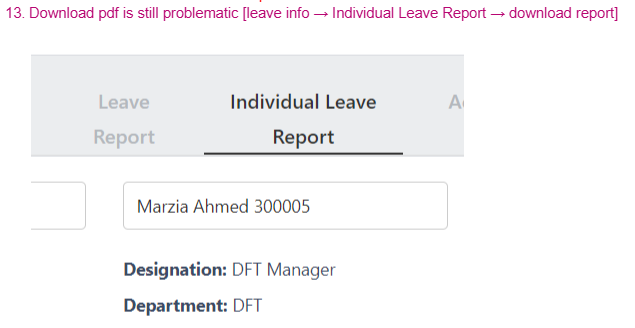 13. Download pdf is still problematic [leave info → Individual Leave Report → download report]
Leave
Report
Individual Leave
Report
Marzia Ahmed 300005
Designation: DFT Manager
Department: DFT